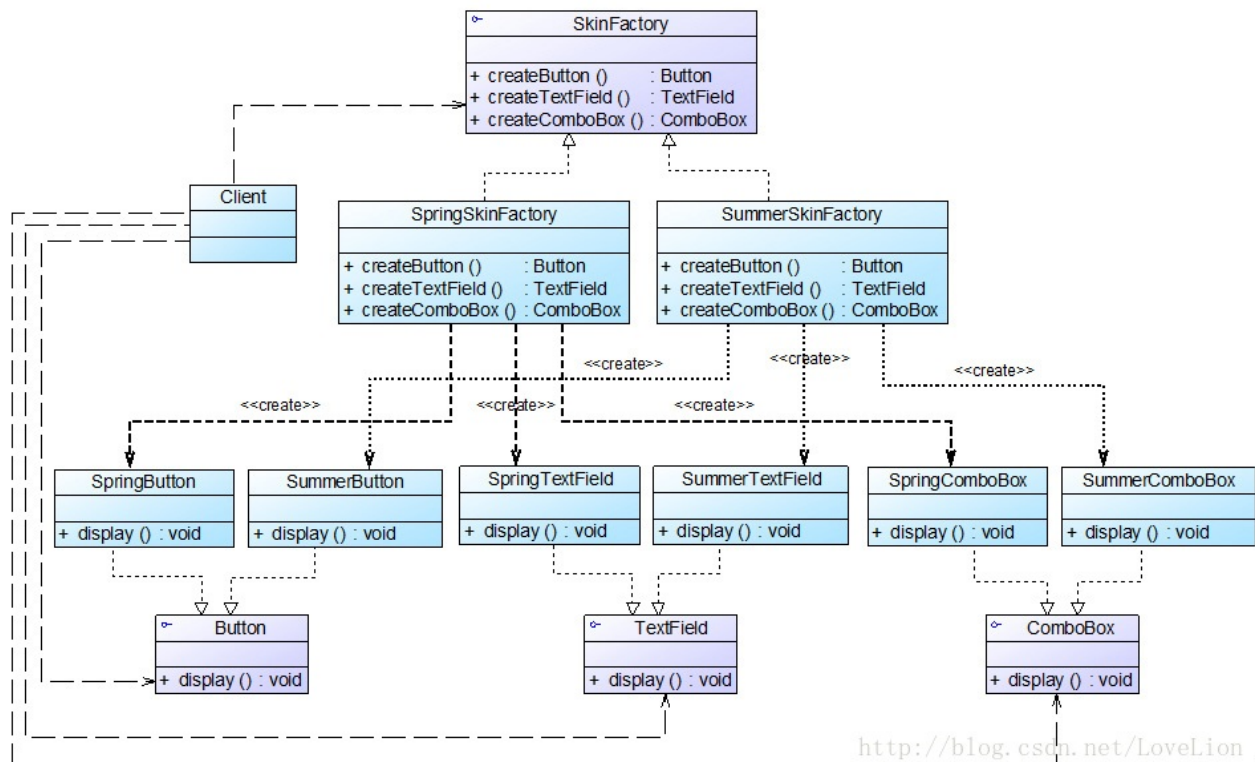 SkinFactory
+ createButton () : Button
+ createTextField () : TextField
+ createComboBox () : ComboBox
Client
SpringSkinFactory
+ createButton () : Button
+ createTextField () : TextField
+ createComboBox () : ComboBox
SummerSkinFactory
+ createButton () : Button
+ createTextField () : TextField
+ createComboBox () : ComboBox
<<create>>
<<create>>
<<create>>
<<create>>
<<create>>
<<create>>
SpringButton
+ display () : void
SummerButton
+ display () : void
SpringTextField
+ display () : void
SummerTextField
+ display () : void
SpringComboBox
+ display () : void
SummerComboBox
+ display () : void
Button
+ display () : void
TextField
+ display () : void
ComboBox
+ display () : void
http://blog.csdn.net/LoveLion